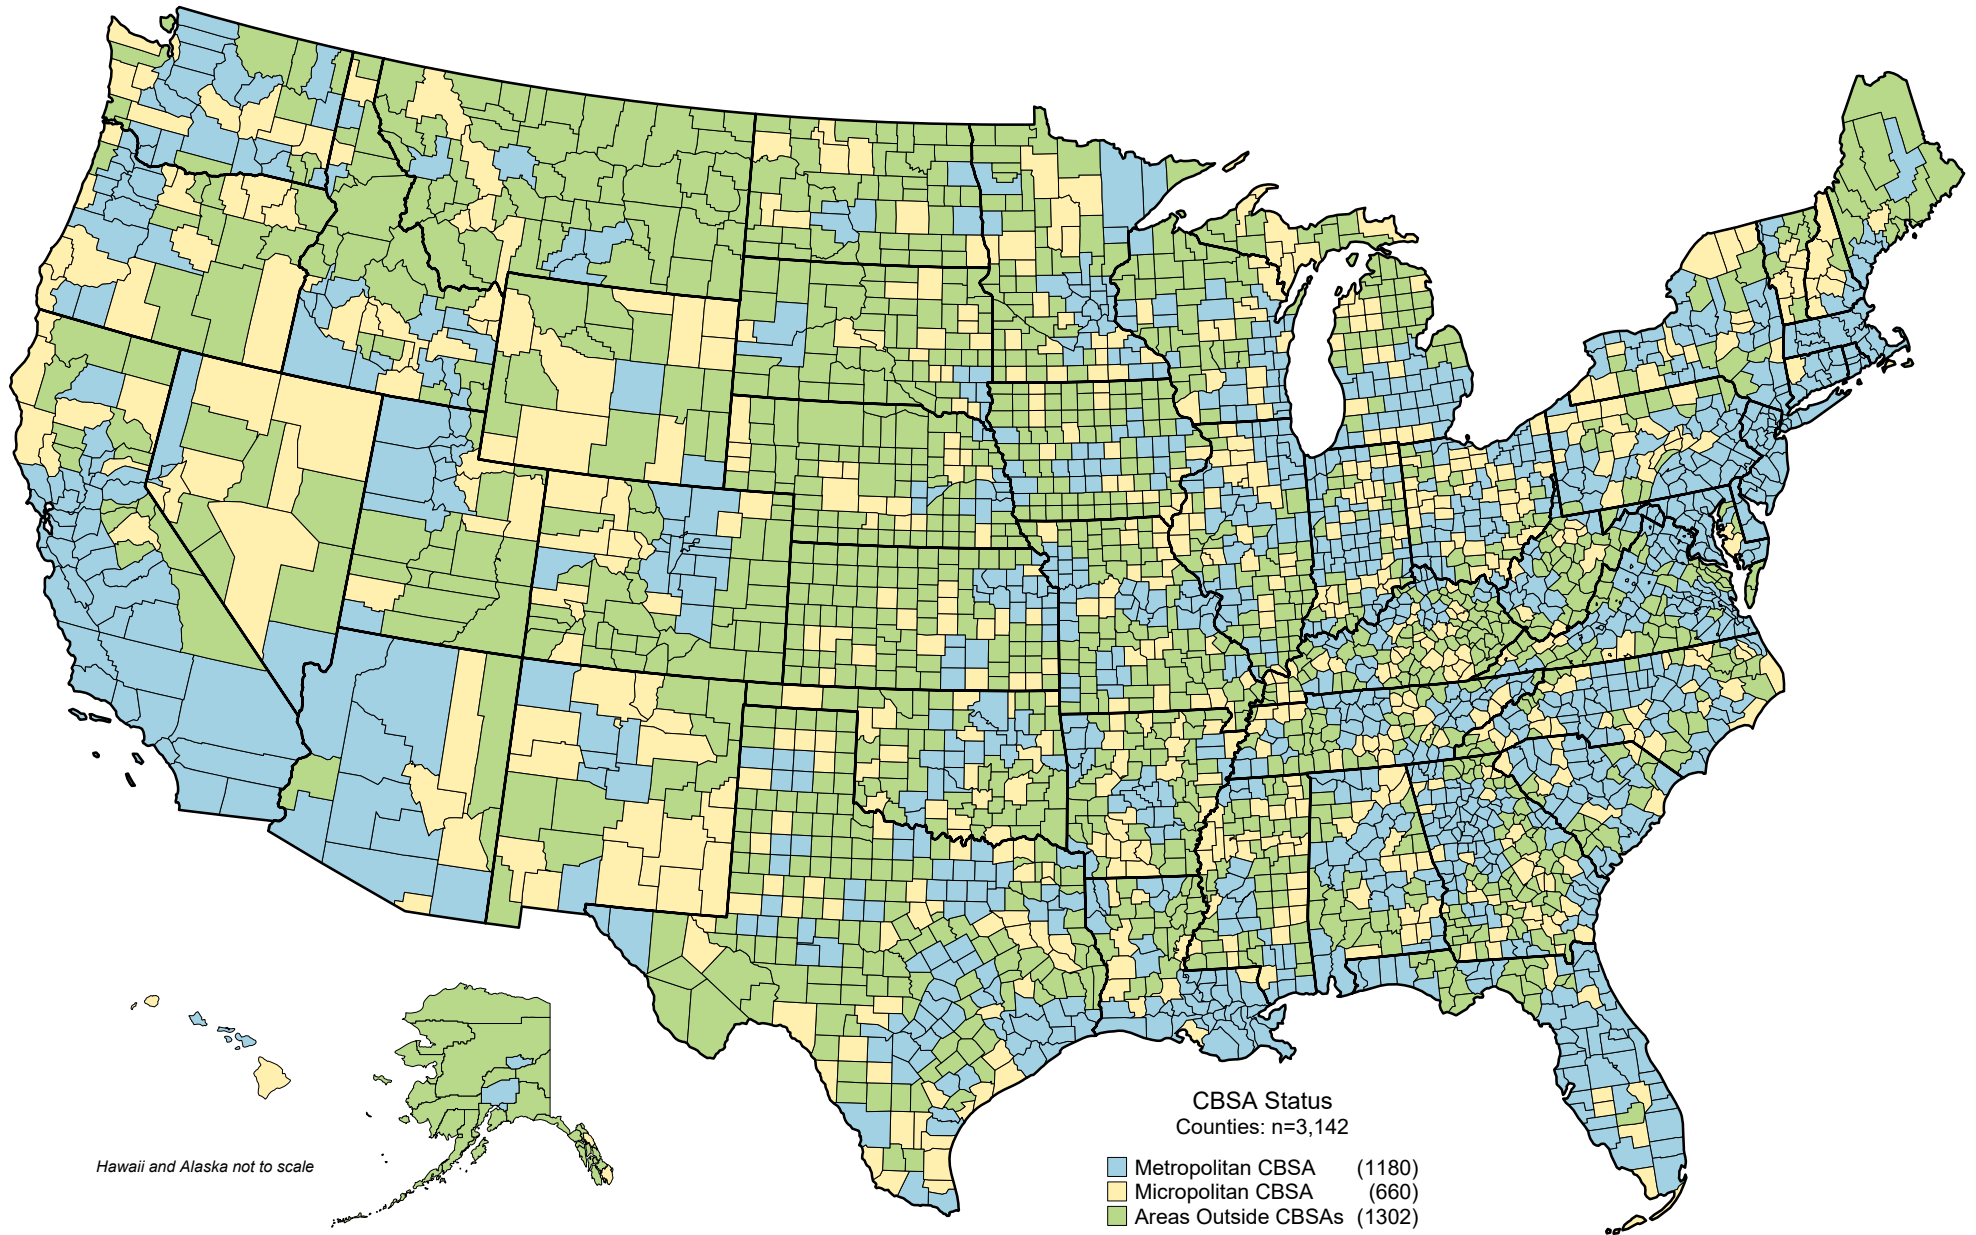 CBSA Status
Counties: n=3,142
Metropolitan CBSA (1180)
Micropolitan CBSA (660)
Areas Outside CBSAs (1302)
Hawaii and Alaska not to scale